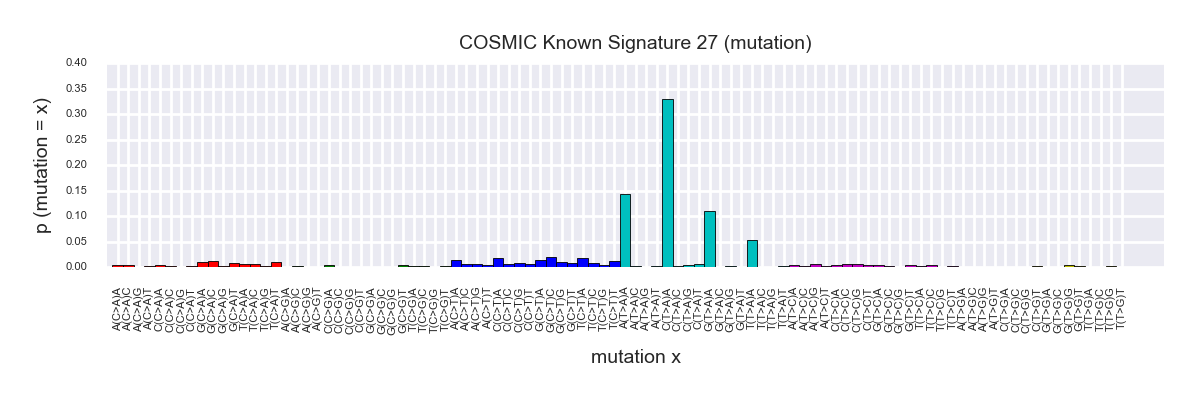 COSMIC Known Signature 27 (mutation)
p (mutation = x)
0.40
0.35
0.30
0.25
0.20
0.15
0.10
0.05
0.00
A(C>A)A
A(C>A)C
A(C>A)G
A(C>A)T
C(C>A)A
C(C>A)C
C(C>A)G
C(C>A)T
G(C>A)A
G(C>A)C
G(C>A)G
G(C>A)T
T(C>A)A
T(C>A)C
T(C>A)G
T(C>A)T
A(C>G)A
A(C>G)C
A(C>G)G
A(C>G)T
C(C>G)A
C(C>G)C
C(C>G)G
C(C>G)T
G(C>G)A
G(C>G)C
G(C>G)G
G(C>G)T
T(C>G)A
T(C>G)C
T(C>G)G
T(C>G)T
A(C>T)A
A(C>T)C
A(C>T)G
A(C>T)T
C(C>T)A
C(C>T)C
C(C>T)G
C(C>T)T
G(C>T)A
G(C>T)C
G(C>T)G
G(C>T)T
T(C>T)A
T(C>T)C
T(C>T)G
T(C>T)T
A(T>A)A
A(T>A)C
A(T>A)G
A(T>A)T
C(T>A)A
C(T>A)C
C(T>A)G
C(T>A)T
G(T>A)A
G(T>A)C
G(T>A)G
G(T>A)T
T(T>A)A
T(T>A)C
T(T>A)G
T(T>A)T
A(T>C)A
A(T>C)C
A(T>C)G
A(T>C)T
C(T>C)A
C(T>C)C
C(T>C)G
C(T>C)T
G(T>C)A
G(T>C)C
G(T>C)G
G(T>C)T
T(T>C)A
T(T>C)C
T(T>C)G
T(T>C)T
A(T>G)A
A(T>G)C
A(T>G)G
A(T>G)T
C(T>G)A
C(T>G)C
C(T>G)G
C(T>G)T
G(T>G)A
G(T>G)C
G(T>G)G
G(T>G)T
T(T>G)A
T(T>G)C
T(T>G)G
T(T>G)T
mutation x